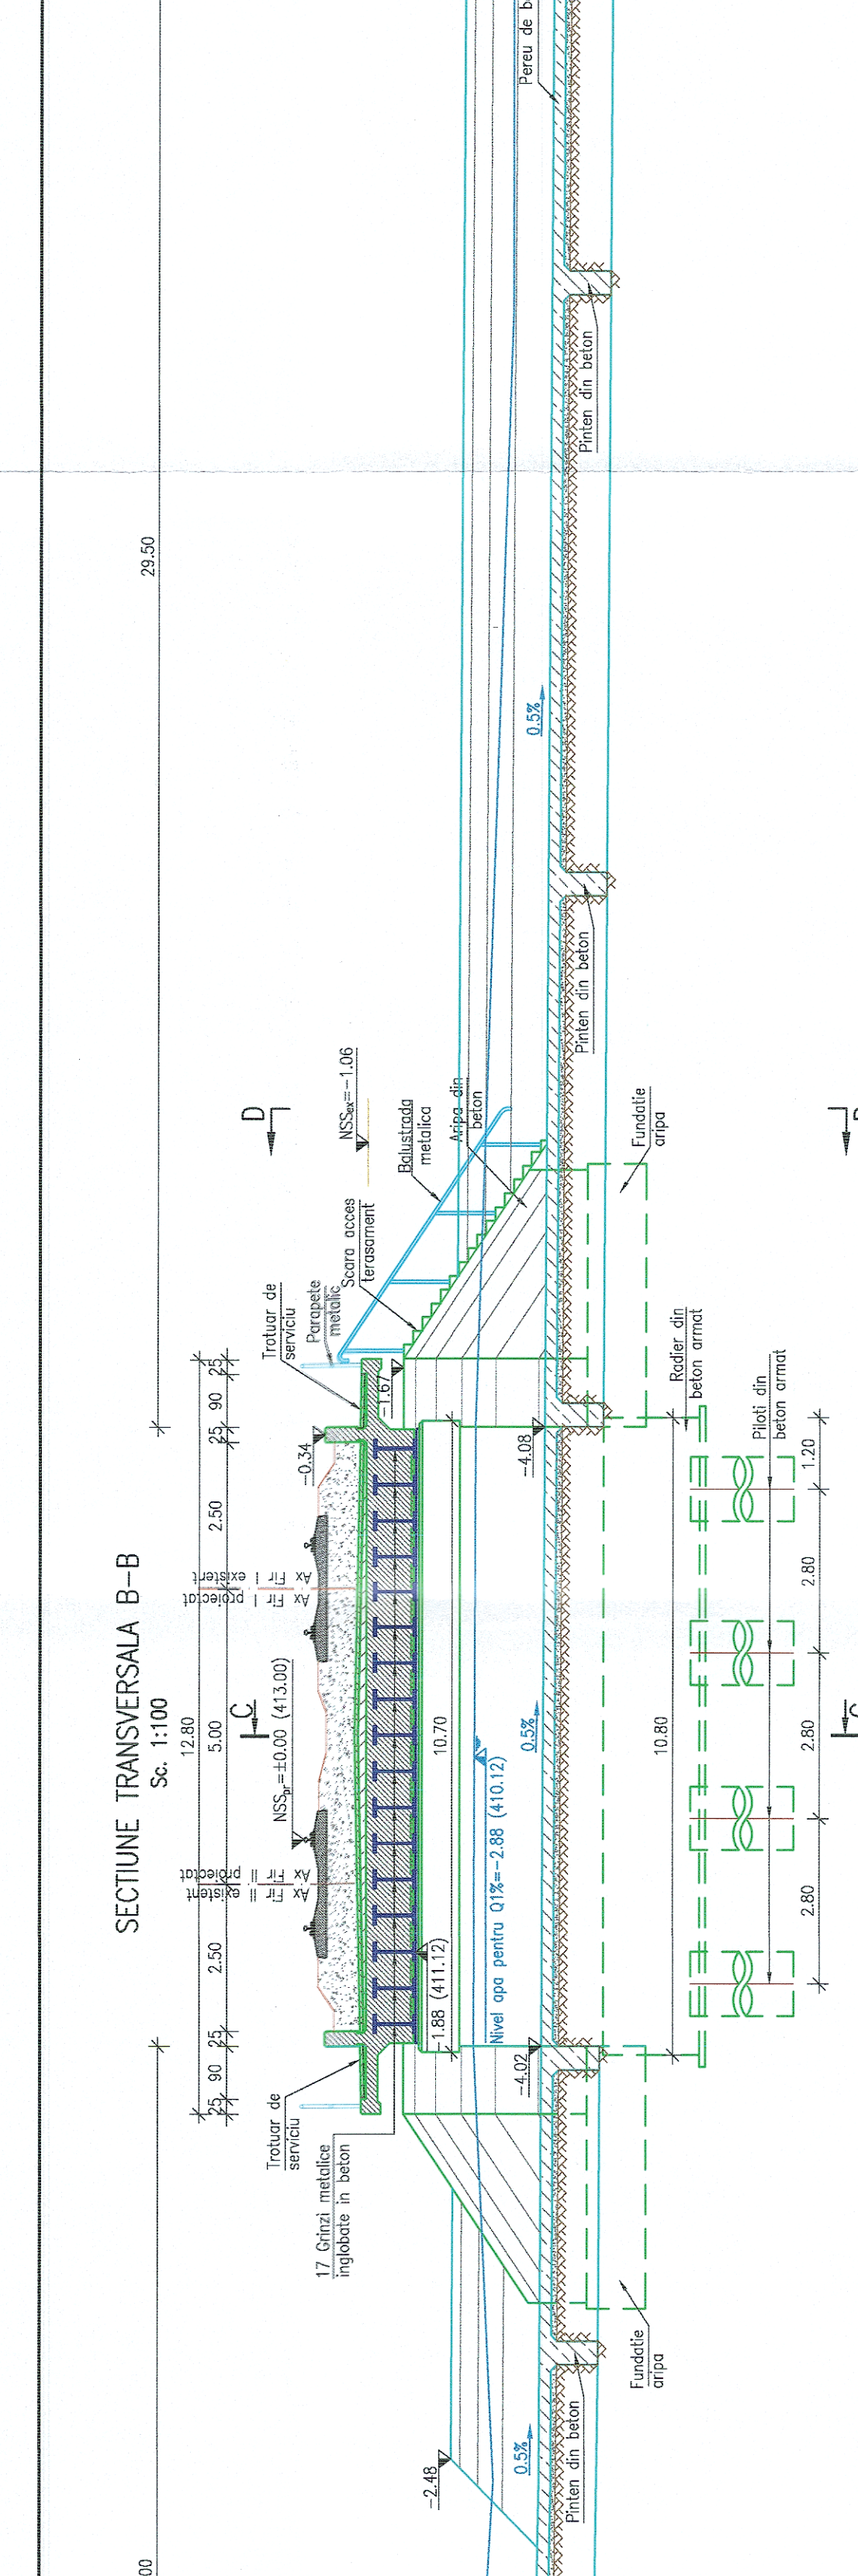 SECTIUNE TRANSVERSALA B-B
Sc. 1:100
29.50
12.80
25
90
25
2.50
5.00
2.50
25
90
25
Trotuar de
serviciu
17 Grinzi metalice
inglobate in beton
Ax Fir II
existent
Ax Fir II
proiectat
NSSpr=±0.00 (413.00)
C
Ax Fir I
proiectat
Ax Fir I existent
-0.34
Trotuar de
serviciu
Parapete
metalic
-1.67
Scara acces
terasament
NSSex=-1.06
D
Balustrada
metalica
Aripa din
beton
-1.88 (411.12)
10.70
Nivel apa pentru Q1%=-2.88 (410.12)
-2.48
-4.02
-4.08
0.5%
0.5%
0.5%
Pinten din beton
Pinten din beton
Pinten din beton
Pereu de
Fundatie
aripa
Fundatie
aripa
10.80
Radier din
beton armat
Piloti din
beton armat
2.80
2.80
2.80
1.20